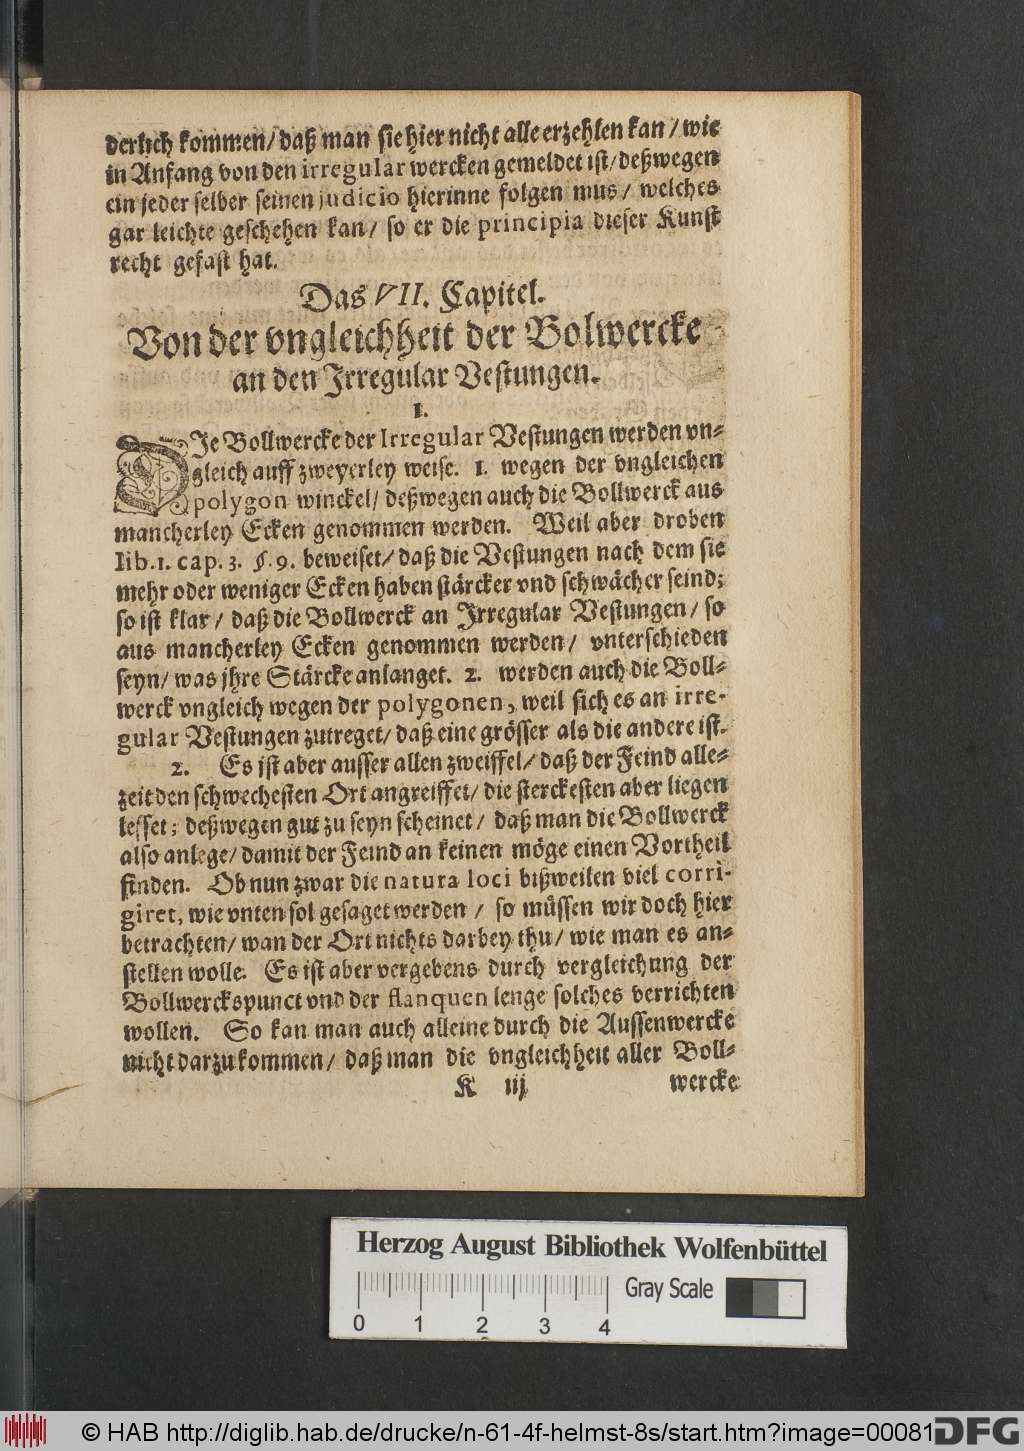 derlich kommen/ daß man sie hier nicht alle erzehlen kan/ wie
in Anfang von den irregular wercken gemeldet ist/ deßwegen
ein jeder selber seinen judicio hierinne folgen mus/ welches
gar leichte geschehen kan/ so er die principia dieser Kunst
recht gefast hat.
Das VII. Capitel.
Von der vngleichheit der Bolwercke
an den Irregular Vestungen.
1.
DIe Bollwercke der Irregular Vestungen werden vn-
gleich auff zweyerley weise. 1. wegen der vngleichen
polygon winckel/ deßwegen auch die Bollwerck aus
mancherley Ecken genommen werden. Weil aber droben
lib. 1. cap. 3. §. 9. beweiset/ daß die Vestungen nach dem sie
mehr oder weniger Ecken haben stärcker vnd schwächer seind;
so ist klar/ daß die Bollwerck an Irregular Vestungen/ so
aus mancherley Ecken genommen werden/ vnterschieden
seyn/ was jhre Stärcke anlanget. 2. werden auch die Boll-
werck vngleich wegen der polygonen, weil sich es an irre-
gular Vestungen zutreget/ daß eine grösser als die andere ist.
2. Es ist aber ausser allen zweiffel/ daß der Feind alle-
zeit den schwechesten Ort angreiffet/ die sterckesten aber liegen
lesset; deßwegen gut zu seyn scheinet/ daß man die Bollwerck
also anlege/ damit der Feind an keinen möge einen Vortheil
finden. Ob nun zwar die natura loci bißweilen viel corri-
giret, wie vnten sol gesaget werden/ so müssen wir doch hier
betrachten/ wan der Ort nichts darbey thu/ wie man es an-
stellen wolle. Es ist aber vergebens durch vergleichung der
Bollwerckspunct vnd der flanquen lenge solches verrichten
wollen. So kan man auch alleine durch die Aussenwercke
nicht darzu kommen/ daß man die vngleichheit aller Boll-
K iij wercke
Herzog August Bibliothek Wolfenbüttel
Gray Scale
0 1 2 3 4
© HAB http://diglib.hab.de/drucke/n-61-4f-helmst-8s/start.htm?image=00081
DFG